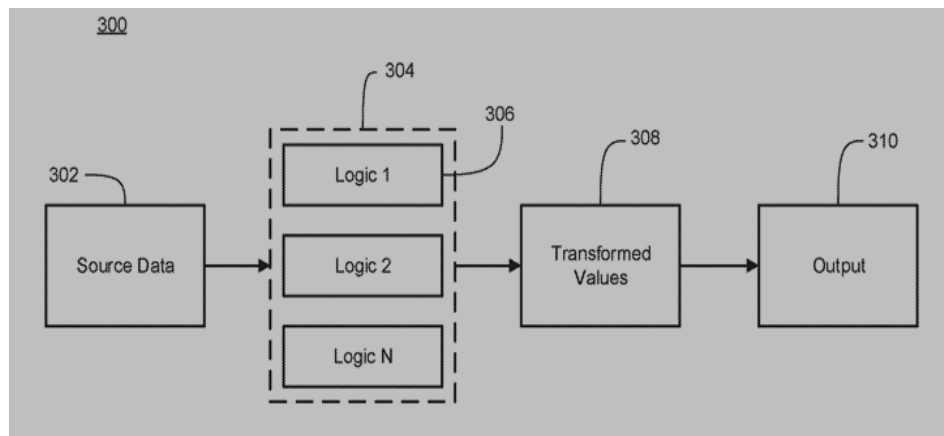 300
304
306
302
308
310
Logic 1
Source Data
Logic 2
Transformed
Values
Output
Logic N